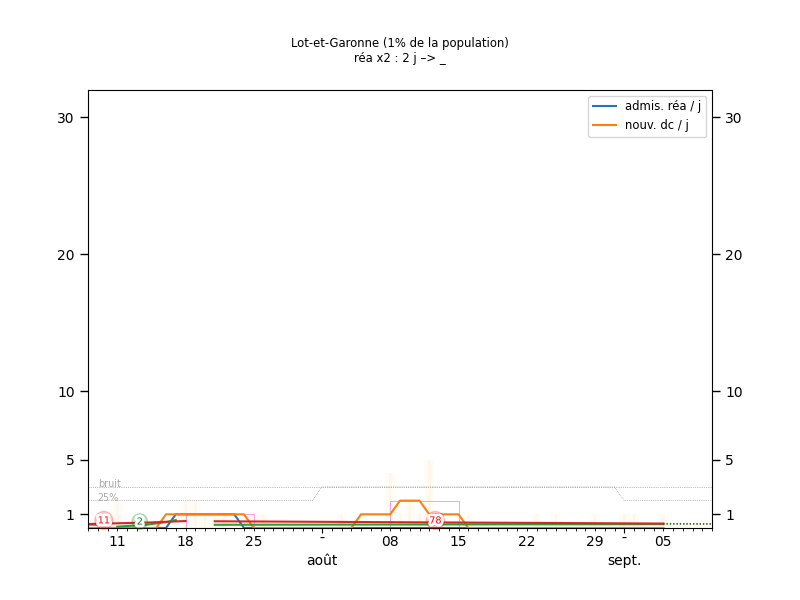 Lot-et-Garonne (1% de la population)
réa x2 : 2 j –> _
admis. réa / j
nouv. dc / j
30 30
20 20
10 10
5 5
bruit
25%
1 11 2 78 1
11 18 25 - 08 15 22 29 - 05
août sept.